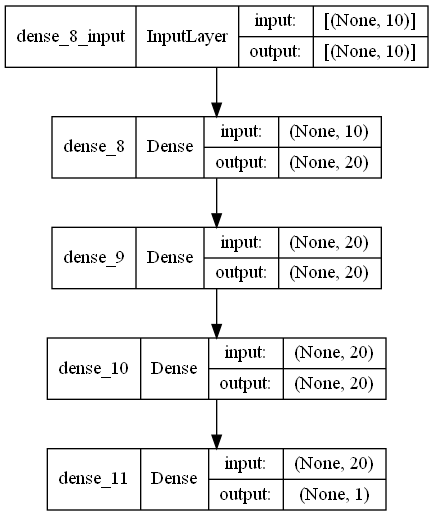 dense_8_input InputLayer input: [(None, 10)]
output: [(None, 10)]
dense_8 Dense input: (None, 10)
output: (None, 20)
dense_9 Dense input: (None, 20)
output: (None, 20)
dense_10 Dense input: (None, 20)
output: (None, 20)
dense_11 Dense input: (None, 20)
output: (None, 1)